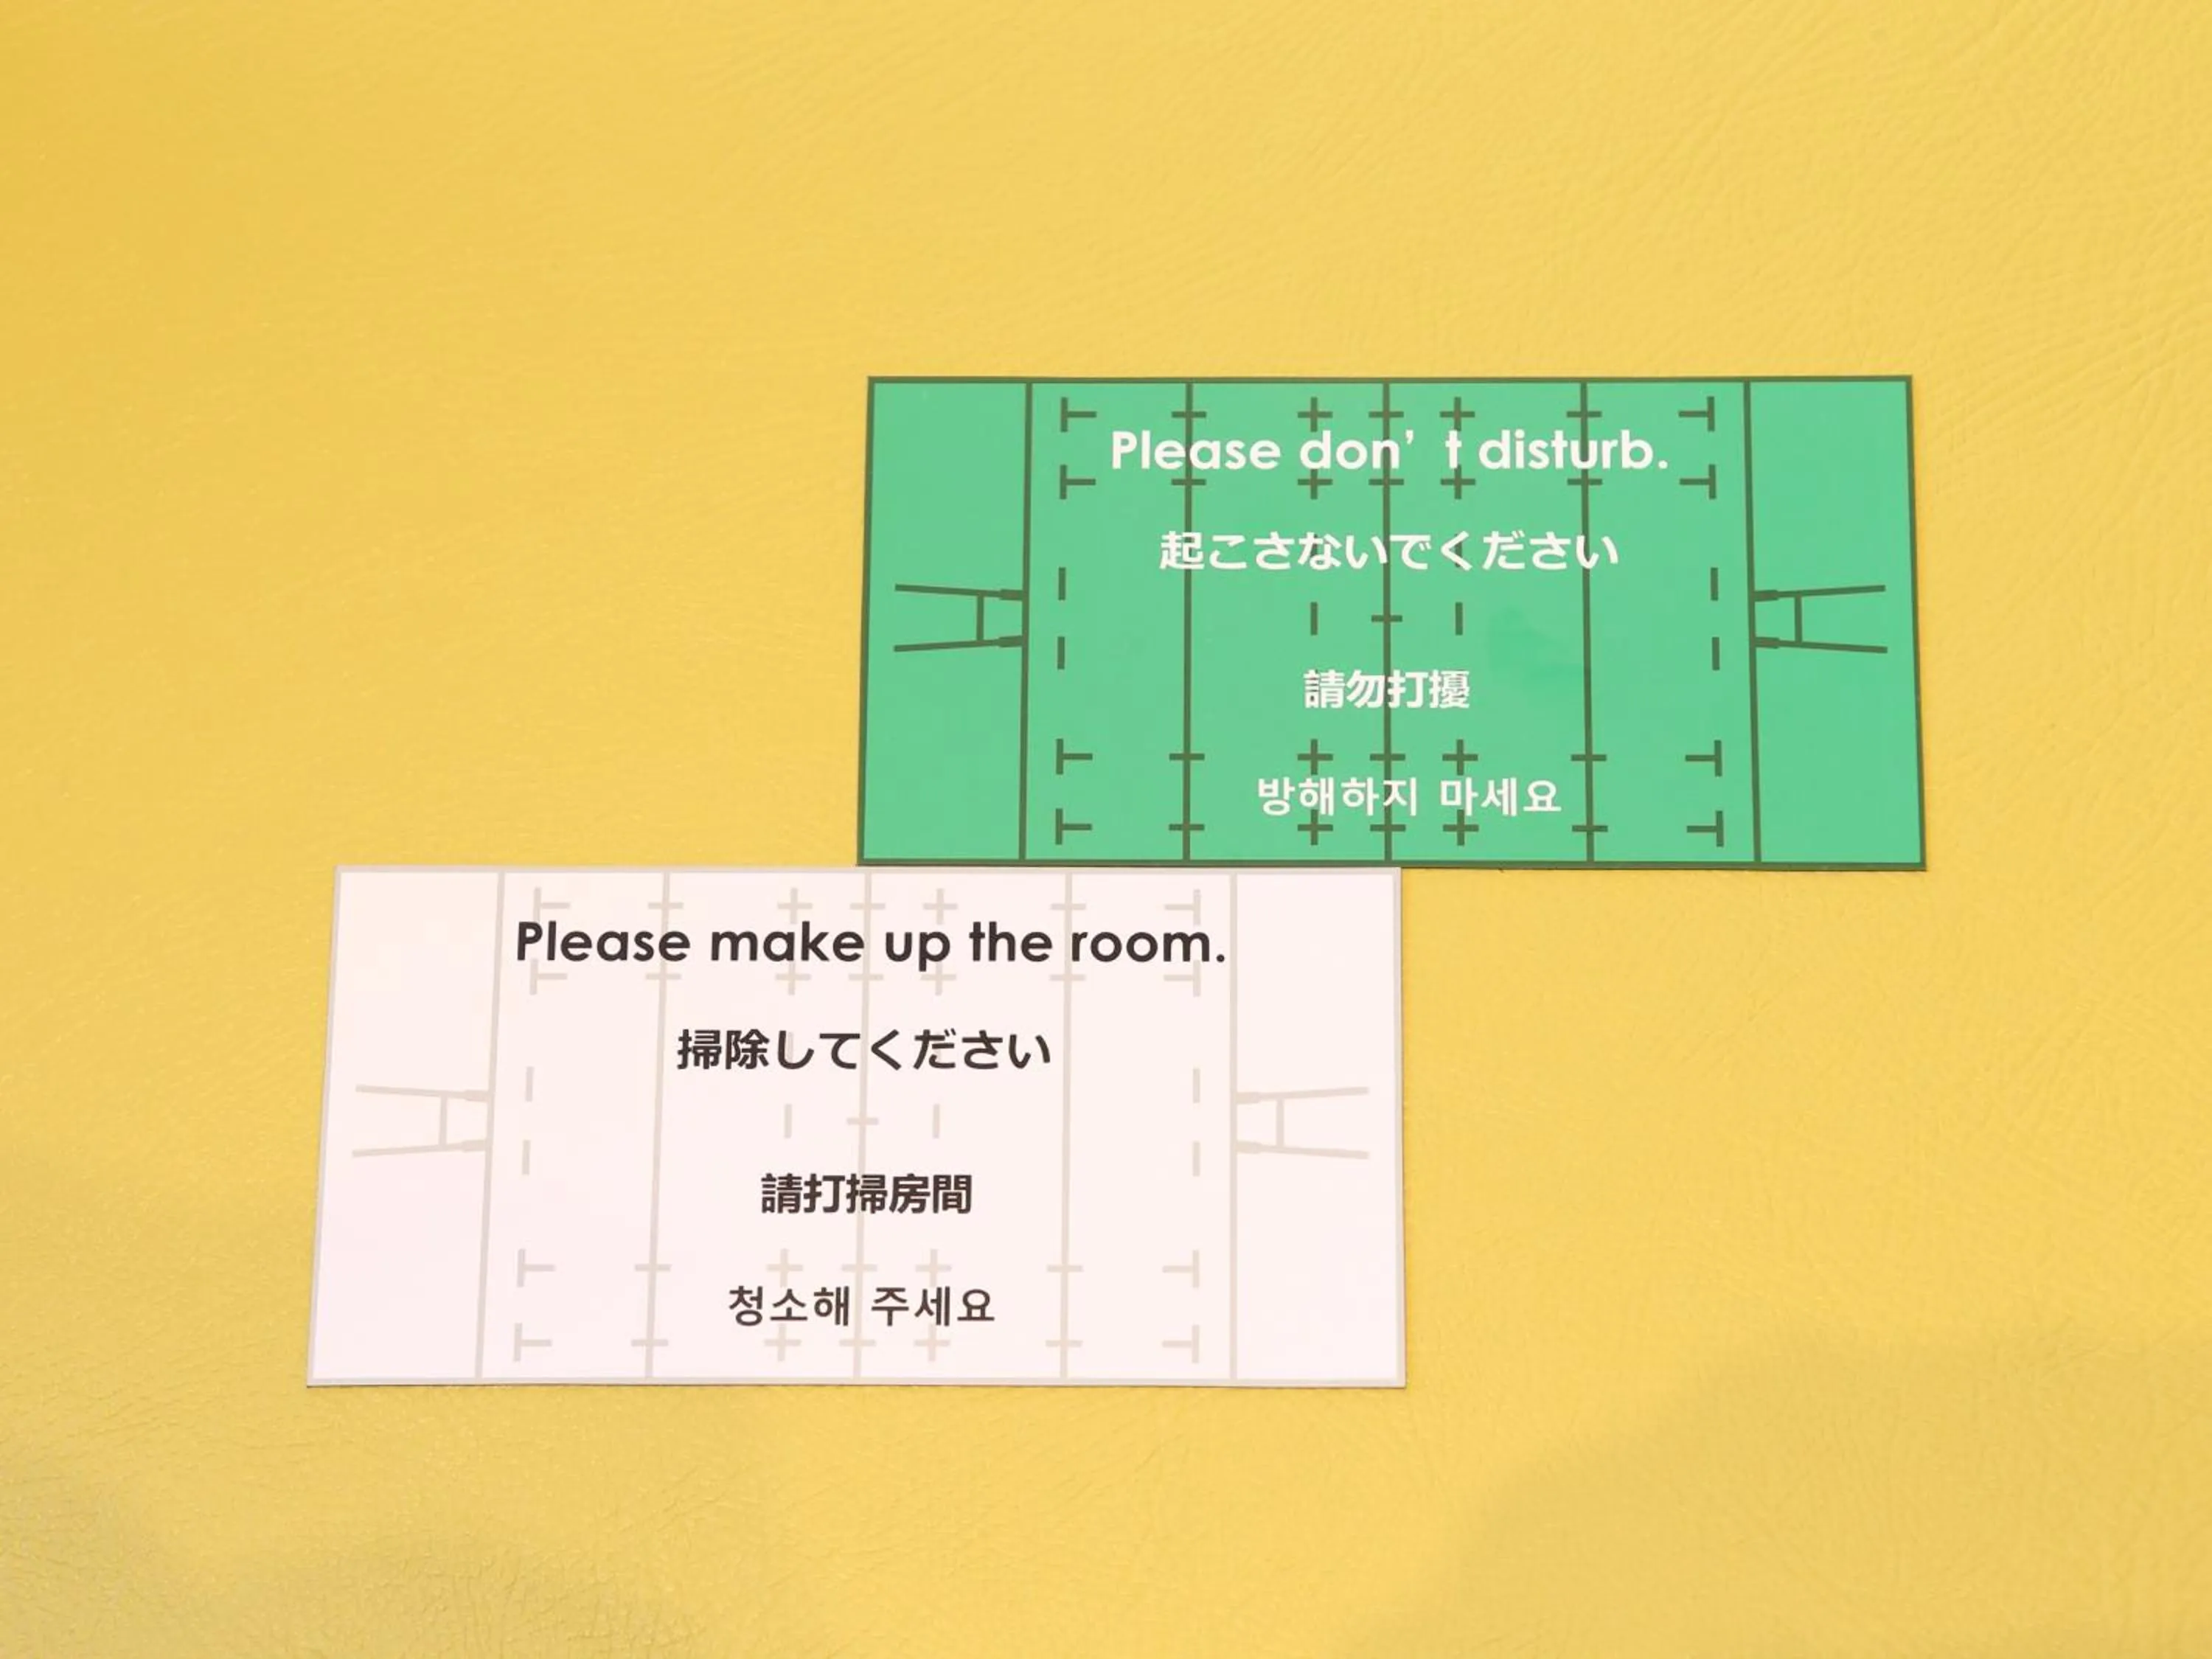 Please don’t disturb.
起こさないでください
請勿打擾
방해하지 마세요
Please make up the room.
掃除してください
請打掃房間
청소해 주세요